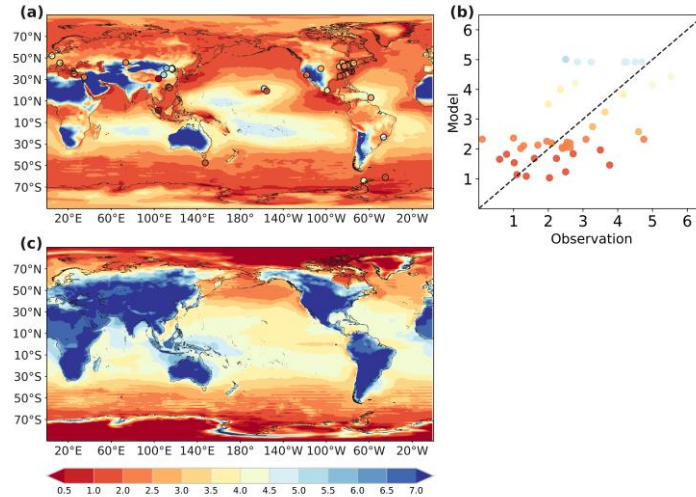 (a)
70°N
50°N
30°N
10°N
10°S
30°S
50°S
70°S
20°E 60°E 100°E 140°E 180° 140°W 100°W 60°W 20°W
(b)
6
5
4
3
2
1
Model
1 2 3 4 5 6
Observation
(c)
70°N
50°N
30°N
10°N
10°S
30°S
50°S
70°S
20°E 60°E 100°E 140°E 180° 140°W 100°W 60°W 20°W
0.5 1.0 2.0 2.5 3.0 3.5 4.0 4.5 5.0 5.5 6.0 6.5 7.0